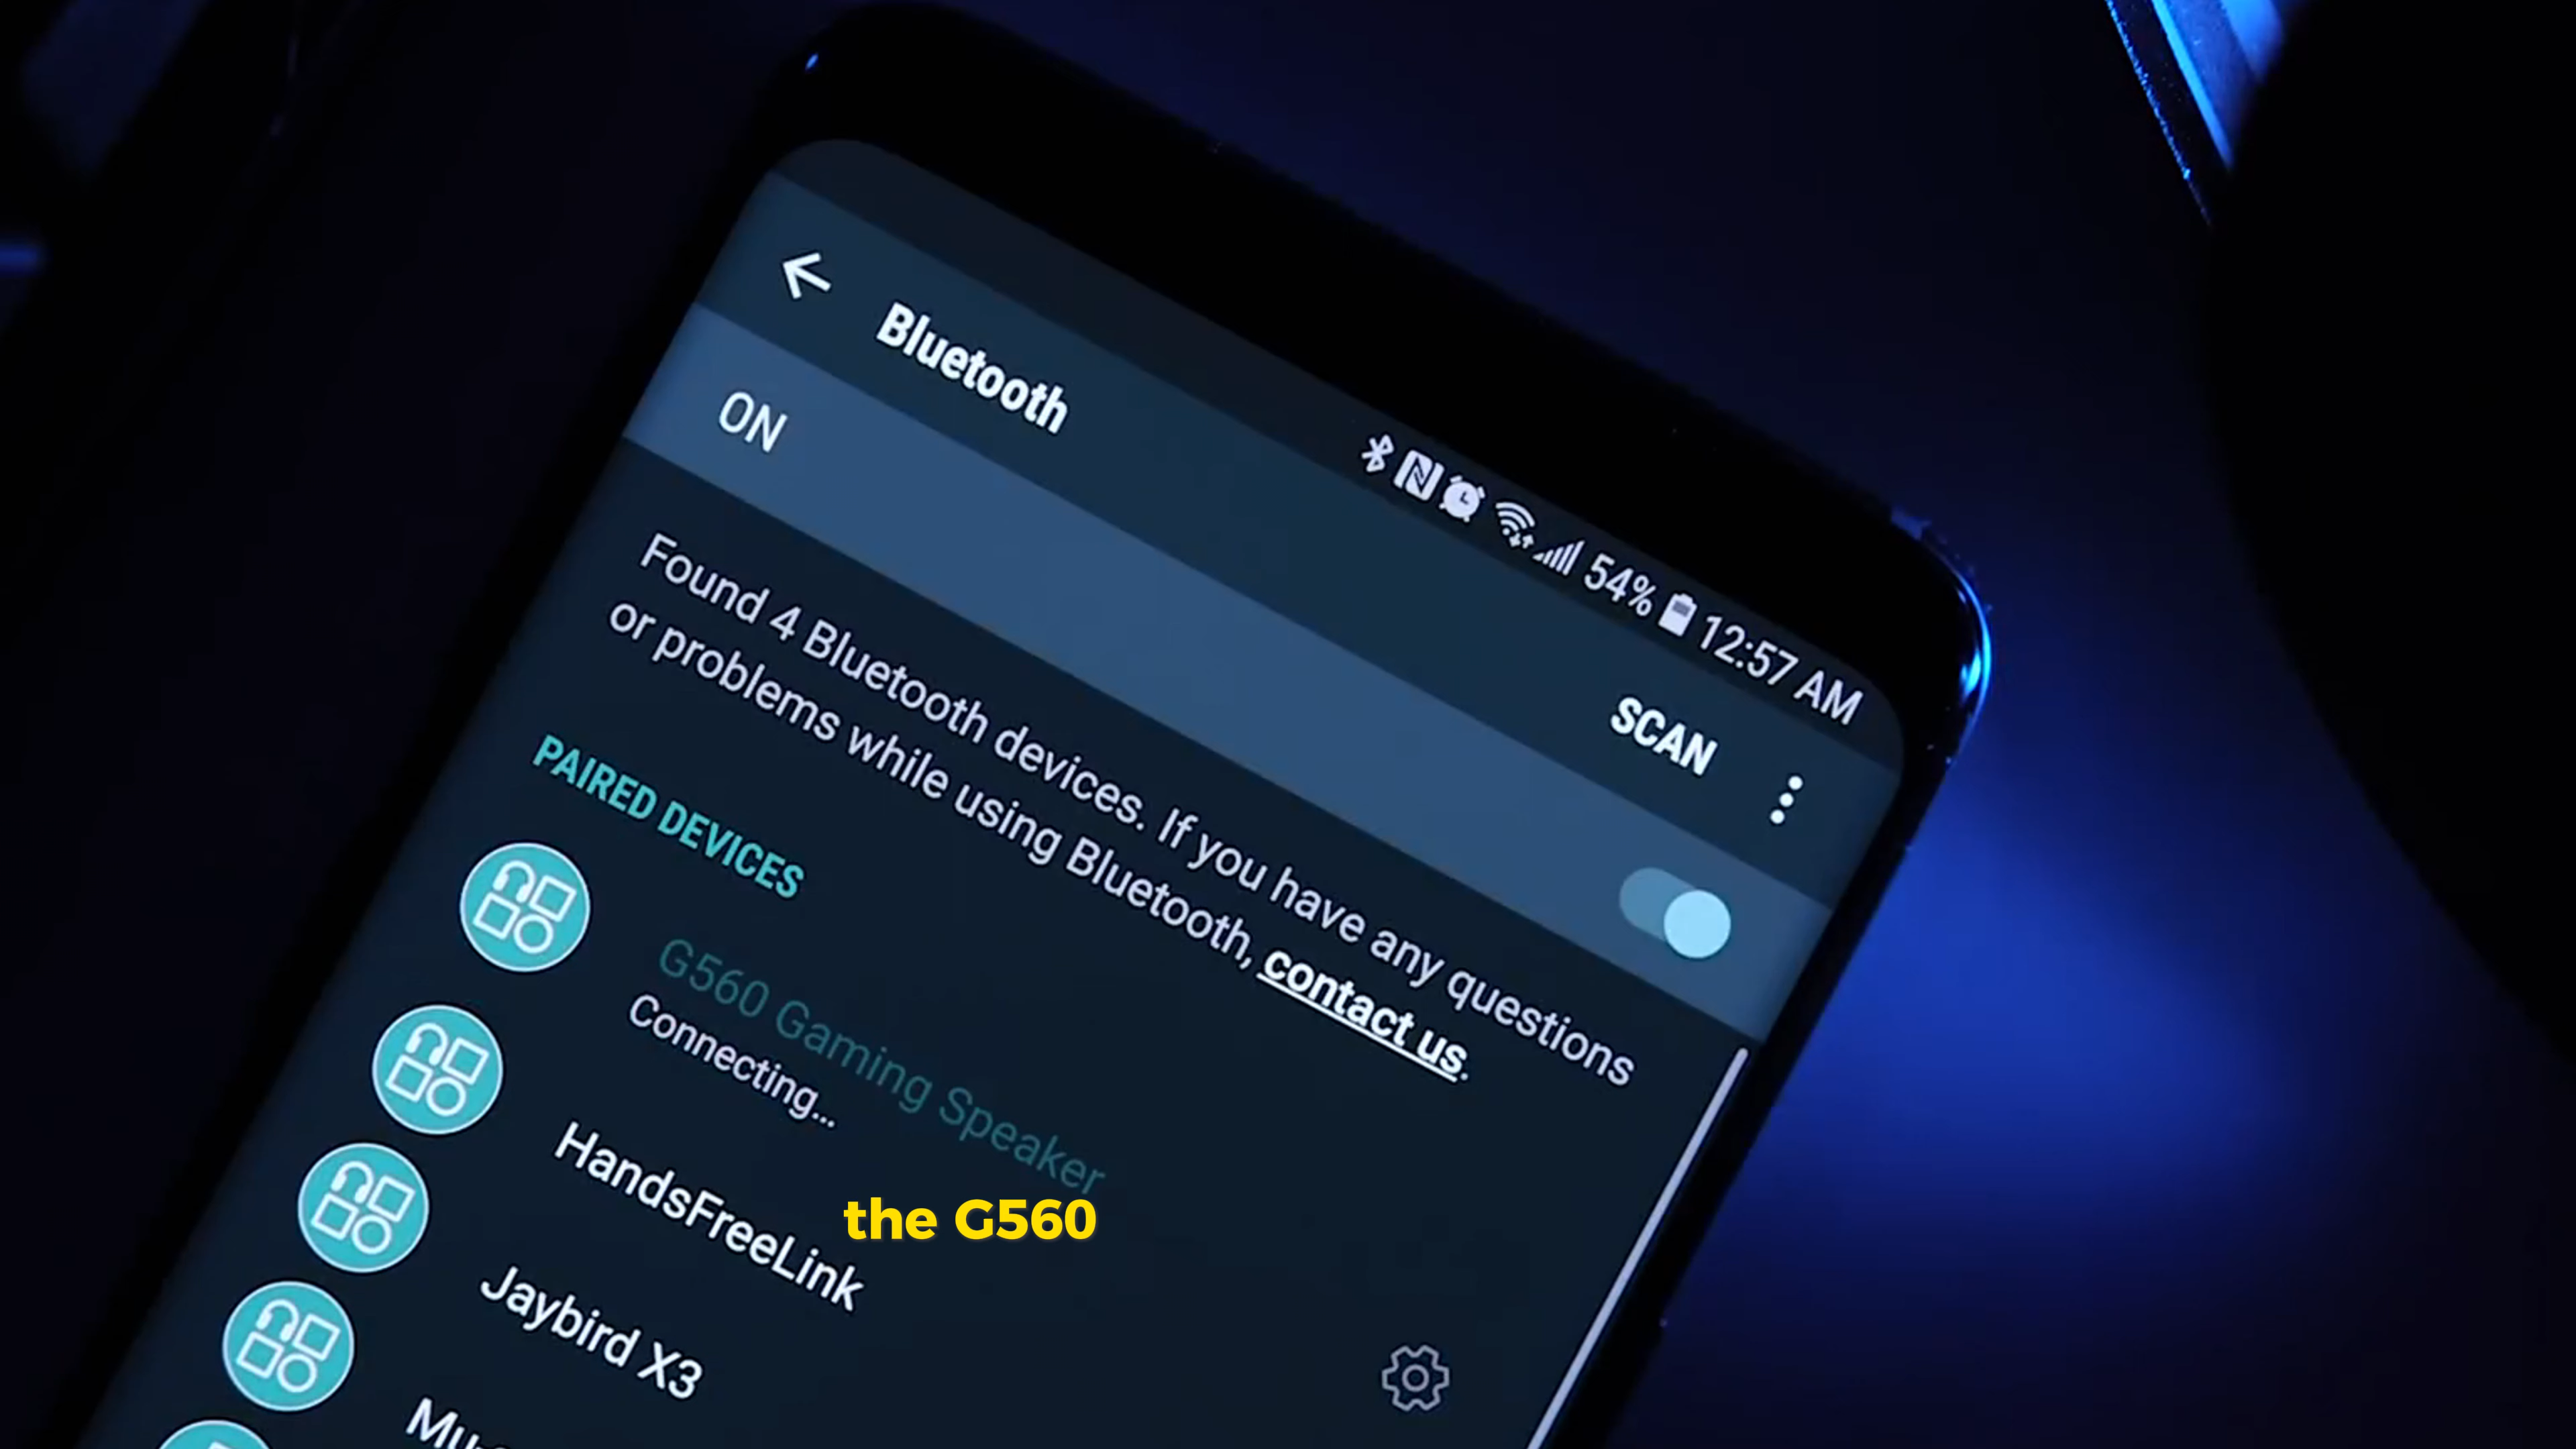 54% 12:57 AM
Bluetooth
SCAN
ON
Found 4 Bluetooth devices. If you have any questions
or problems while using Bluetooth, contact us.
PAIRED DEVICES
G560 Gaming Speaker
Connecting...
HandsFreeLink
Jaybird X3
the G560